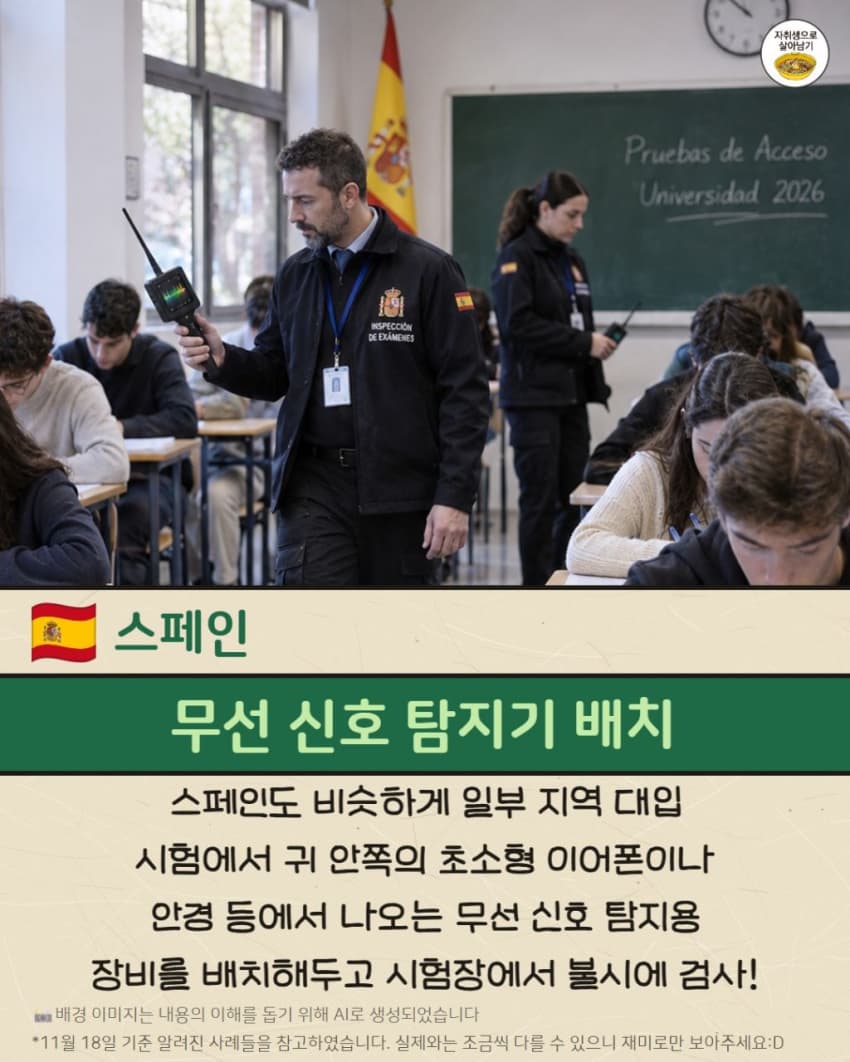 자취생으로
살아남기
Pruebas de Acceso
Universidad 2026
INSPECCIÓN
DE EXÁMENES
스페인
무선 신호 탐지기 배치
스페인도 비슷하게 일부 지역 대입
시험에서 귀 안쪽의 초소형 이어폰이나
안경 등에서 나오는 무선 신호 탐지용
장비를 배치해두고 시험장에서 불시에 검사!
배경 이미지는 내용의 이해를 돕기 위해 AI로 생성되었습니다
*11월 18일 기준 알려진 사례들을 참고하였습니다. 실제와는 조금씩 다를 수 있으니 재미로만 보아주세요:D